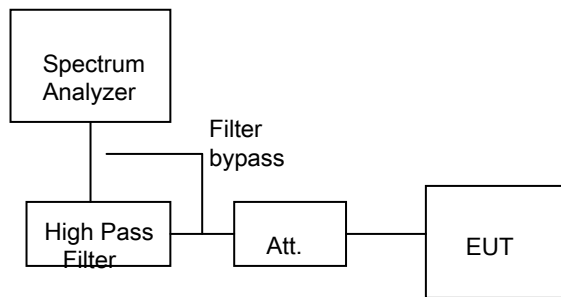 Spectrum
Analyzer
Filter
bypass
High Pass
Filter
Att.
EUT